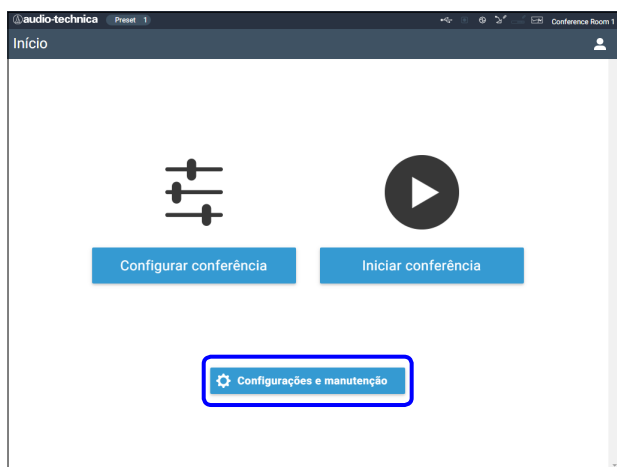 audio-technica Preset 1 Conference Room 1
Início
Configurar conferência Iniciar conferência
Configurações e manutenção